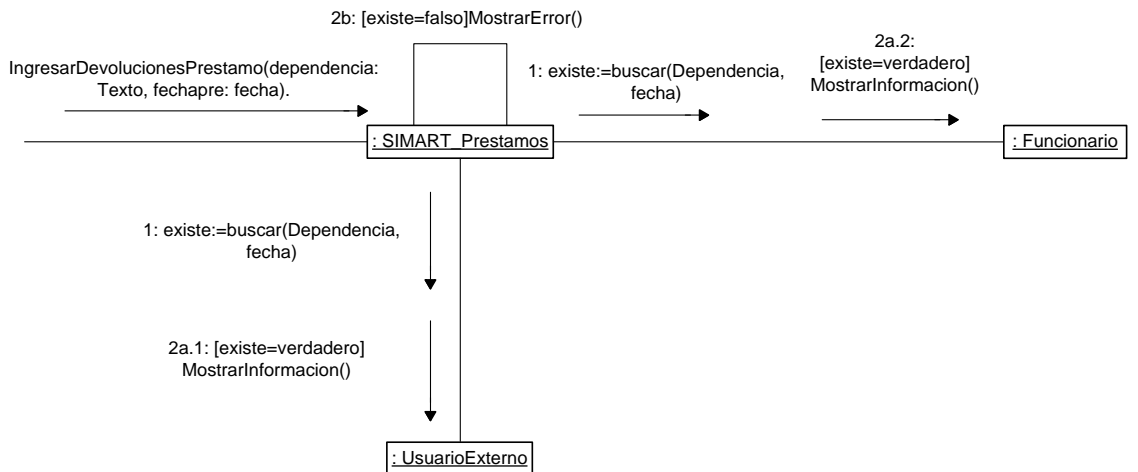 2b: [existe=falso]MostrarError()
IngresarDevolucionesPrestamo(dependencia:
Texto, fechapre: fecha).
1: existe:=buscar(Dependencia,
fecha)
2a.2:
[existe=verdadero]
MostrarInformacion()
: SIMART_Prestamos
: Funcionario
1: existe:=buscar(Dependencia,
fecha)
2a.1: [existe=verdadero]
MostrarInformacion()
: UsuarioExterno